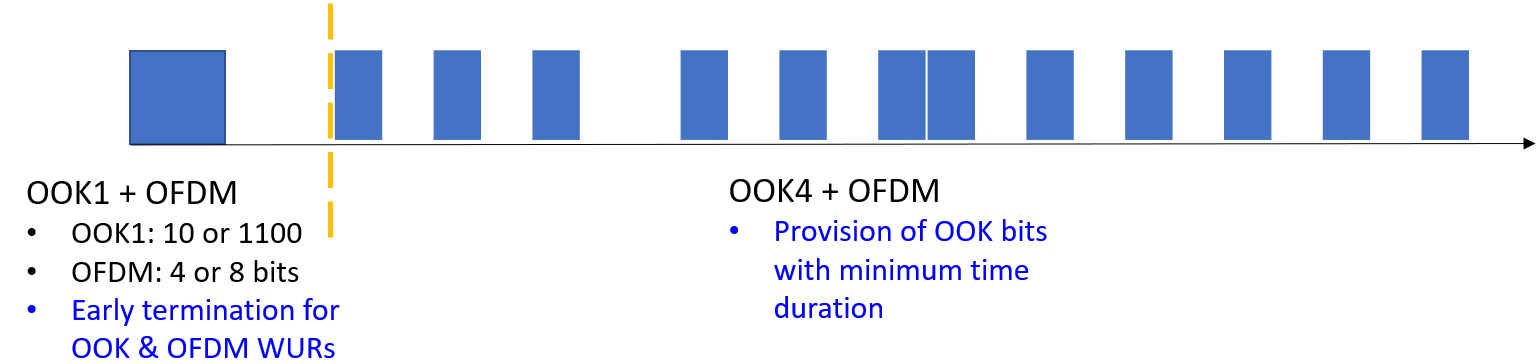 OOK1 + OFDM
• OOK1: 10 or 1100
• OFDM: 4 or 8 bits
• Early termination for
OOK & OFDM WURs
OOK4 + OFDM
• Provision of OOK bits
with minimum time
duration